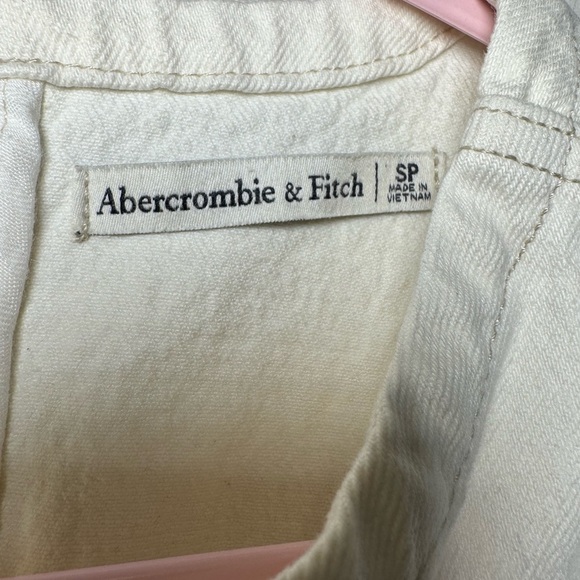 Abercrombie & Fitch | SP
MADE IN
VIETNAM